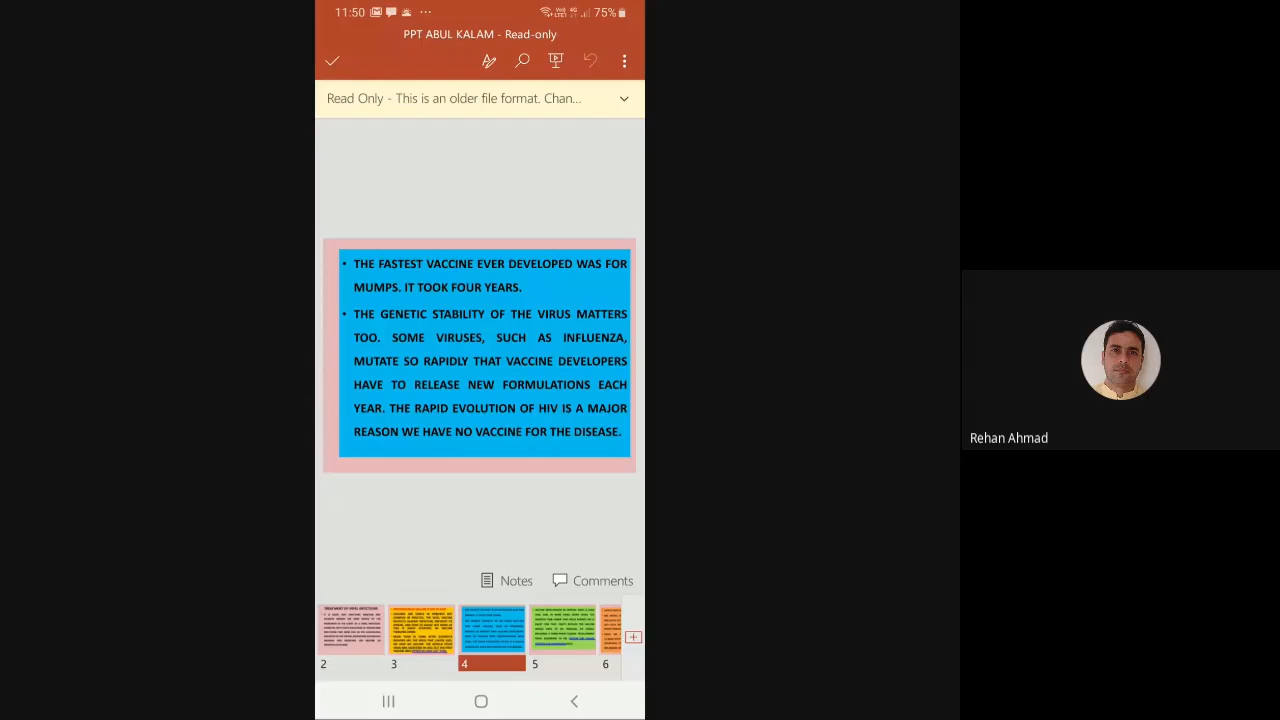 11:50 ... 75%
PPT ABUL KALAM - Read-only
Read Only - This is an older file format. Chan...
• THE FASTEST VACCINE EVER DEVELOPED WAS FOR
MUMPS. IT TOOK FOUR YEARS.
• THE GENETIC STABILITY OF THE VIRUS MATTERS
TOO. SOME VIRUSES, SUCH AS INFLUENZA,
MUTATE SO RAPIDLY THAT VACCINE DEVELOPERS
HAVE TO RELEASE NEW FORMULATIONS EACH
YEAR. THE RAPID EVOLUTION OF HIV IS A MAJOR
REASON WE HAVE NO VACCINE FOR THE DISEASE.
Rehan Ahmad
Notes Comments
TREATMENT OF VIRAL INFECTIONS
2 3 4 5 6